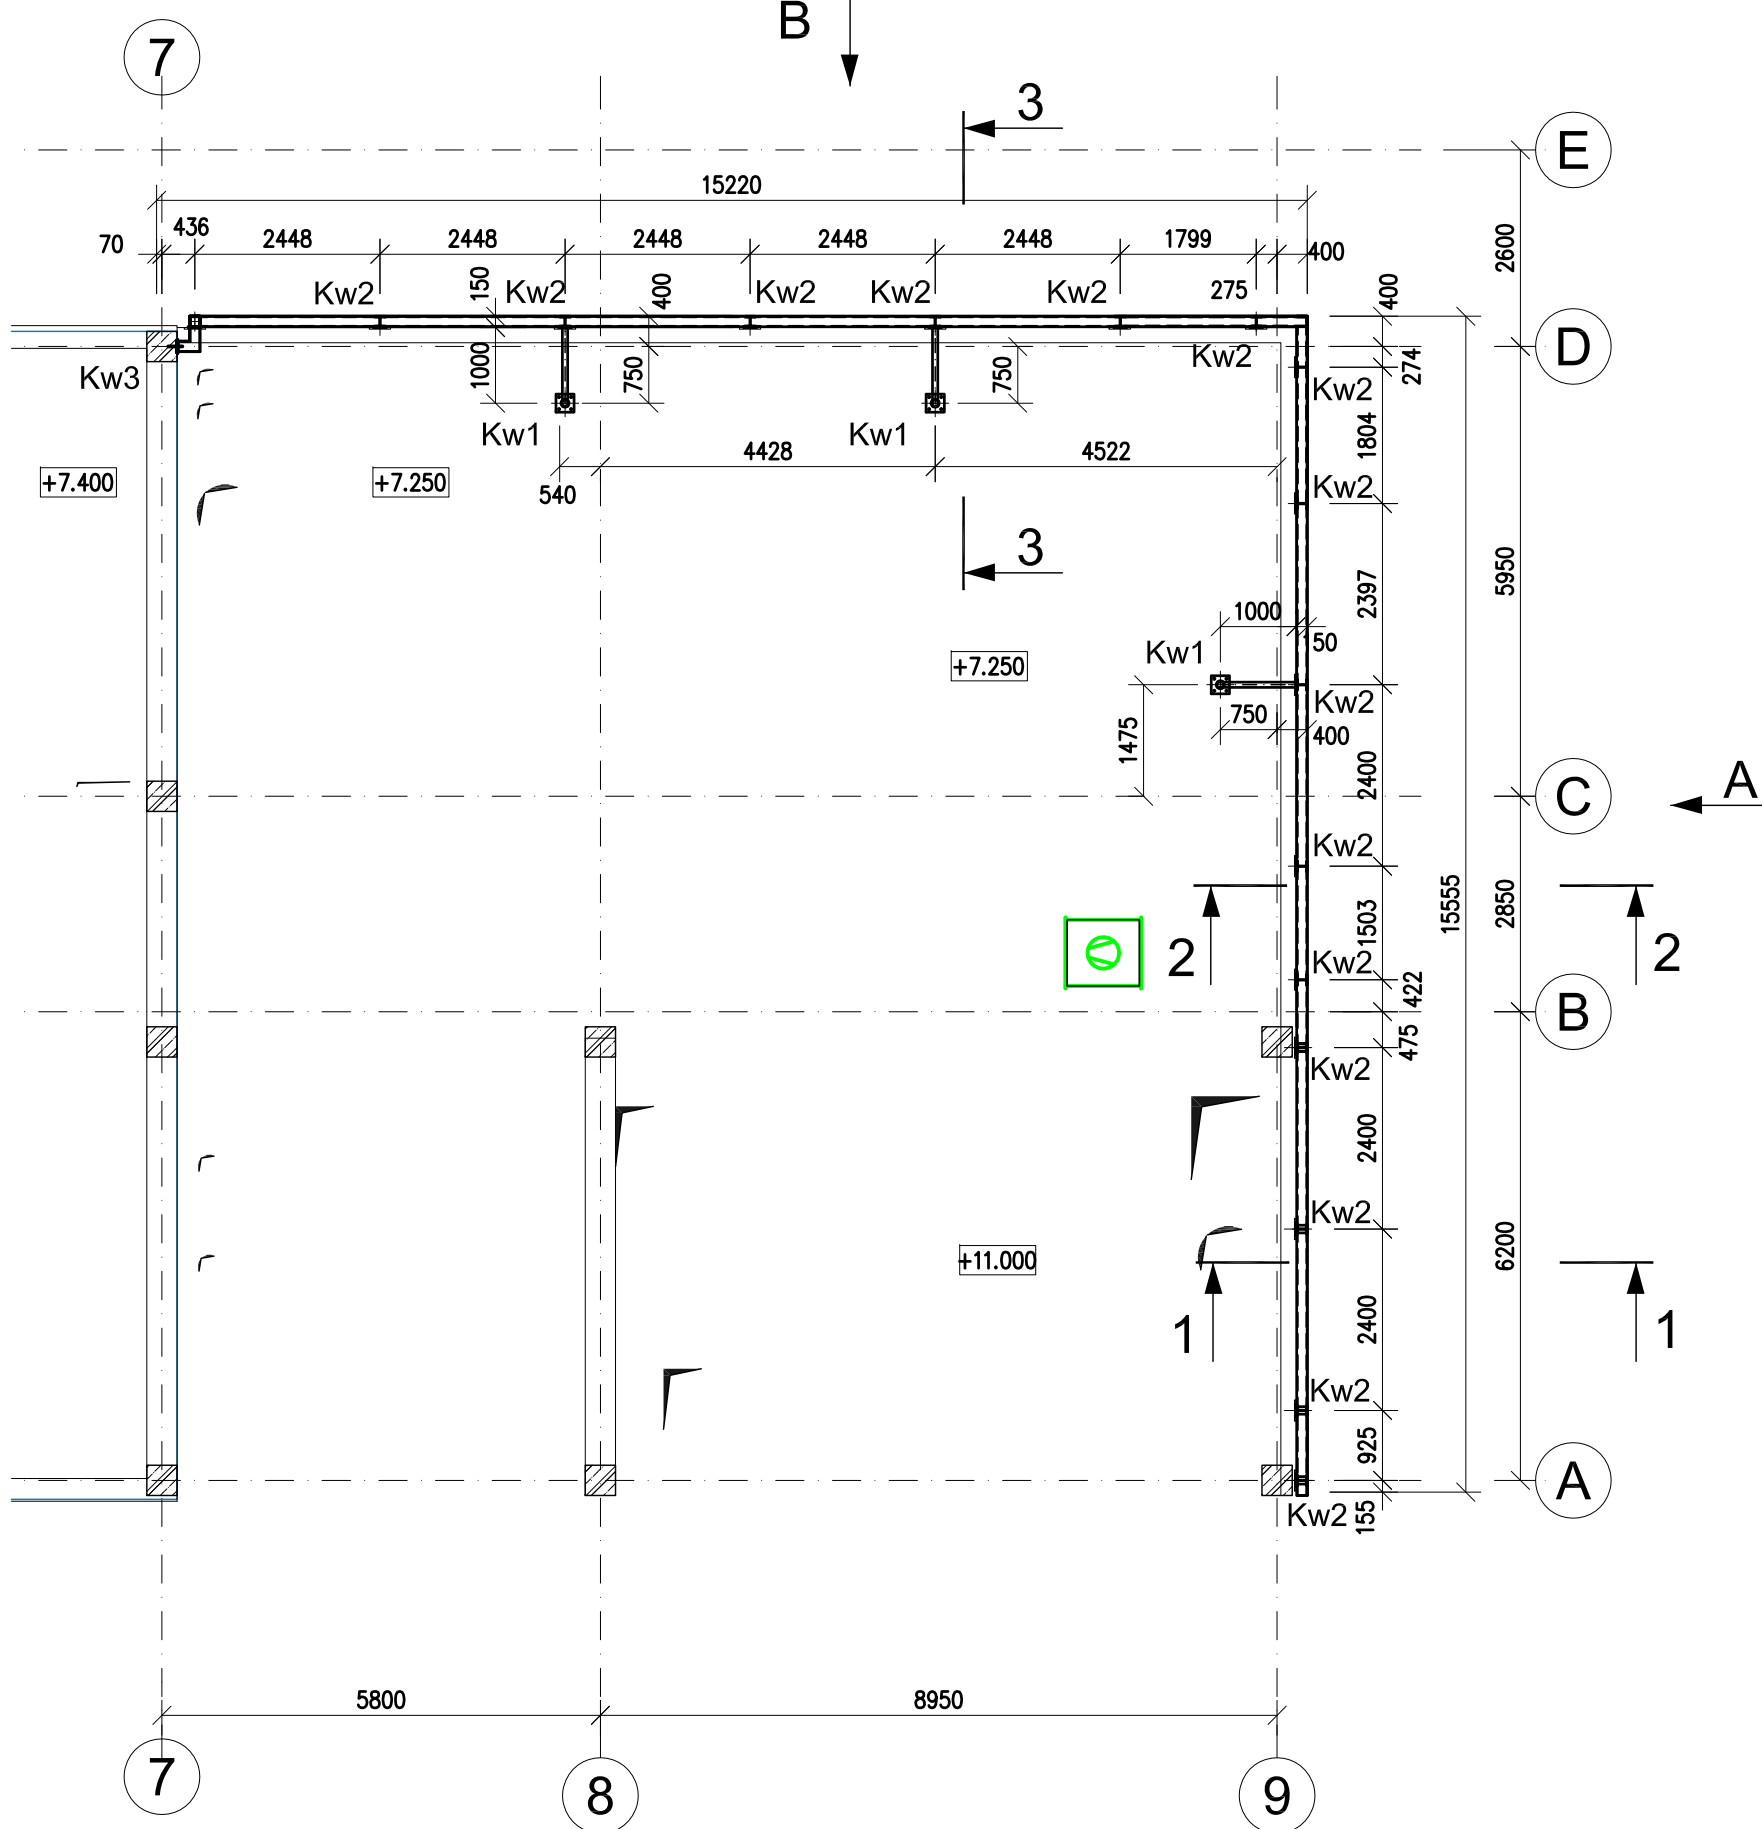 B
7
3
E
15220
436
70
2448
2448
2448
2448
2448
1799
400
2600
Kw2
150
Kw2
400
Kw2
Kw2
Kw2
275
400
D
Kw3
1000
750
750
Kw2
274
Kw2
Kw1
Kw1
1804
4428
4522
+7.400
+7.250
540
Kw2
3
5950
2397
1000
50
Kw1
+7.250
Kw2
750
400
1475
2400
A
C
Kw2
15555
2850
1503
2
2
Kw2
422
B
475
Kw2
2400
Kw2
+11.000
6200
2400
1
1
Kw2
925
A
Kw2
155
5800
8950
7
8
9